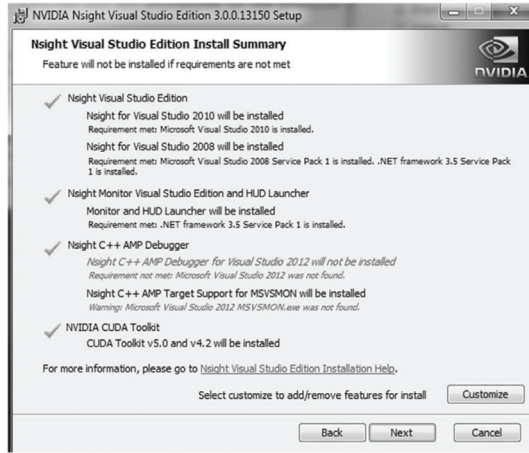 NVIDIA Nsight Visual Studio Edition 3.0.0.13150 Setup
Nsight Visual Studio Edition Install Summary
Feature will not be installed if requirements are not met
NVIDIA
Nsight Visual Studio Edition
Nsight for Visual Studio 2010 will be installed
Requirement met: Microsoft Visual Studio 2010 is installed.
Nsight for Visual Studio 2008 will be installed
Requirement met: Microsoft Visual Studio 2008 Service Pack 1 is installed. .NET framework 3.5 Service Pack
1 is installed.
Nsight Monitor Visual Studio Edition and HUD Launcher
Monitor and HUD Launcher will be installed
Requirement met: .NET framework 3.5 Service Pack 1 is installed.
Nsight C++ AMP Debugger
Nsight C++ AMP Debugger for Visual Studio 2012 will not be installed
Requirement not met: Microsoft Visual Studio 2012 was not found.
Nsight C++ AMP Target Support for MSVSMON will be installed
Warning: Microsoft Visual Studio 2012 MSVSMON.exe was not found.
NVIDIA CUDA Toolkit
CUDA Toolkit v5.0 and v4.2 will be installed
For more information, please go to Nsight Visual Studio Edition Installation Help.
Select customize to add/remove features for install
Customize
Back
Next
Cancel